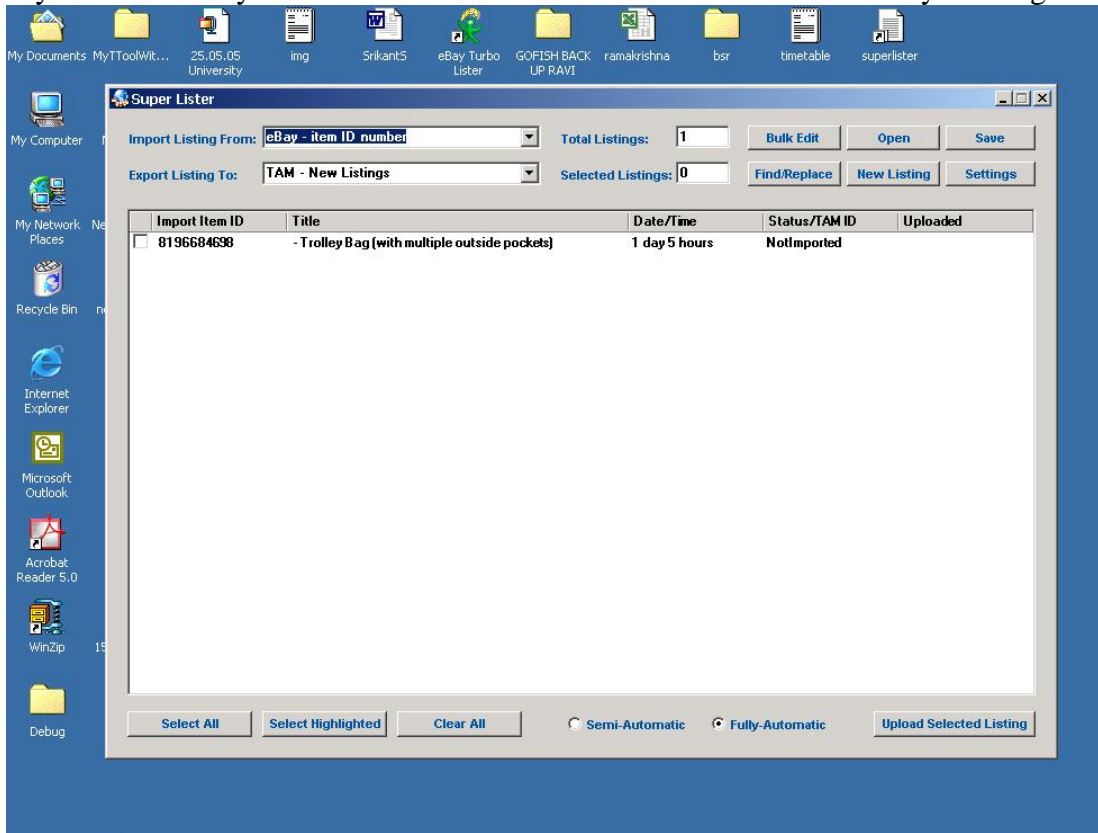 My Documents MyTToolWit... 25.05.05 University img SrikantS eBay Turbo Lister GOFISH BACK UP RAVI ramakrishna bsr timetable superlister
Super Lister
My Computer
Import Listing From: eBay - item ID number Total Listings: 1 Bulk Edit Open Save
Export Listing To: TAM - New Listings Selected Listings: 0 Find/Replace New Listing Settings
My Network Places
Import Item ID Title Date/Time Status/TAM ID Uploaded
8196684698 - Trolley Bag (with multiple outside pockets) 1 day 5 hours NotImported
Recycle Bin
Internet Explorer
Microsoft Outlook
Acrobat Reader 5.0
WinZip
Debug
Select All Select Highlighted Clear All Semi-Automatic Fully-Automatic Upload Selected Listing